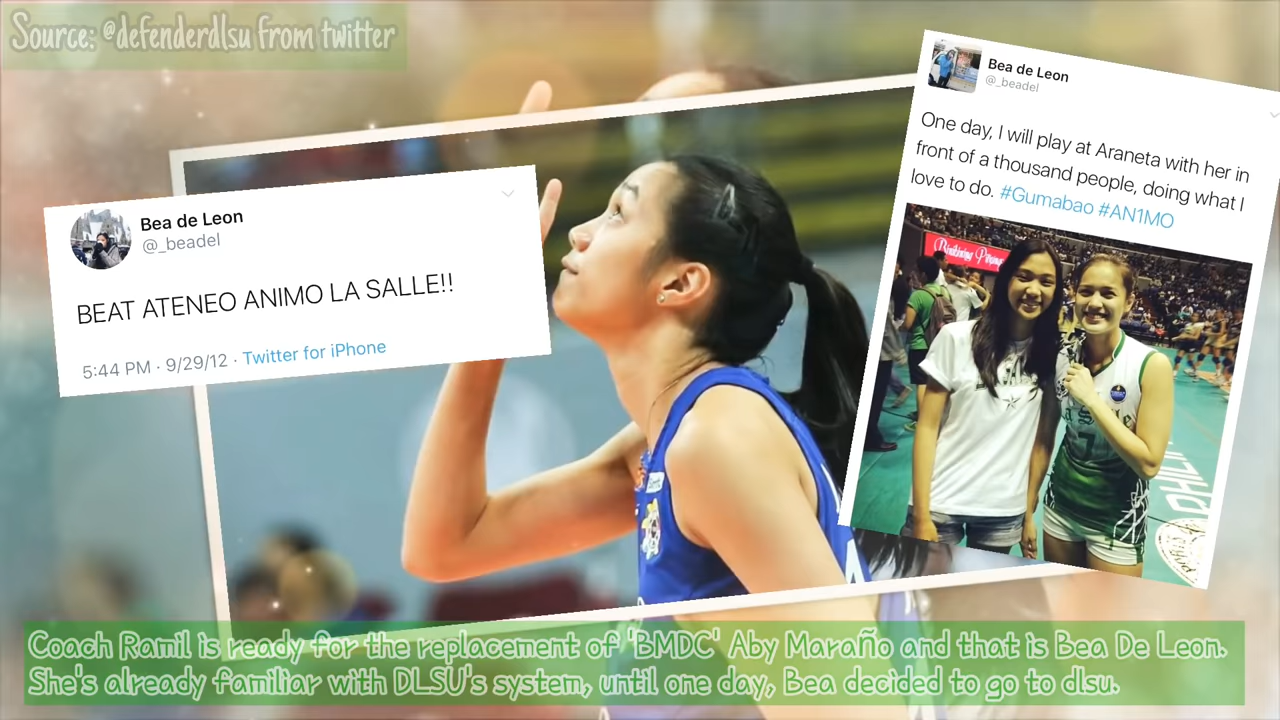 Source: @defenderdlsu from twitter
Bea de Leon
@_beadel
BEAT ATENEO ANIMO LA SALLE!!
5:44 PM · 9/29/12 · Twitter for iPhone
Bea de Leon
@_beadel
One day, I will play at Araneta with her in
front of a thousand people, doing what I
love to do. #Gumabao #AN1MO
7
PHILI
Coach Ramil is ready for the replacement of 'BMDC' Aby Maraño and that is Bea De Leon.
She's already familiar with DLSU's system, until one day, Bea decided to go to dlsu.